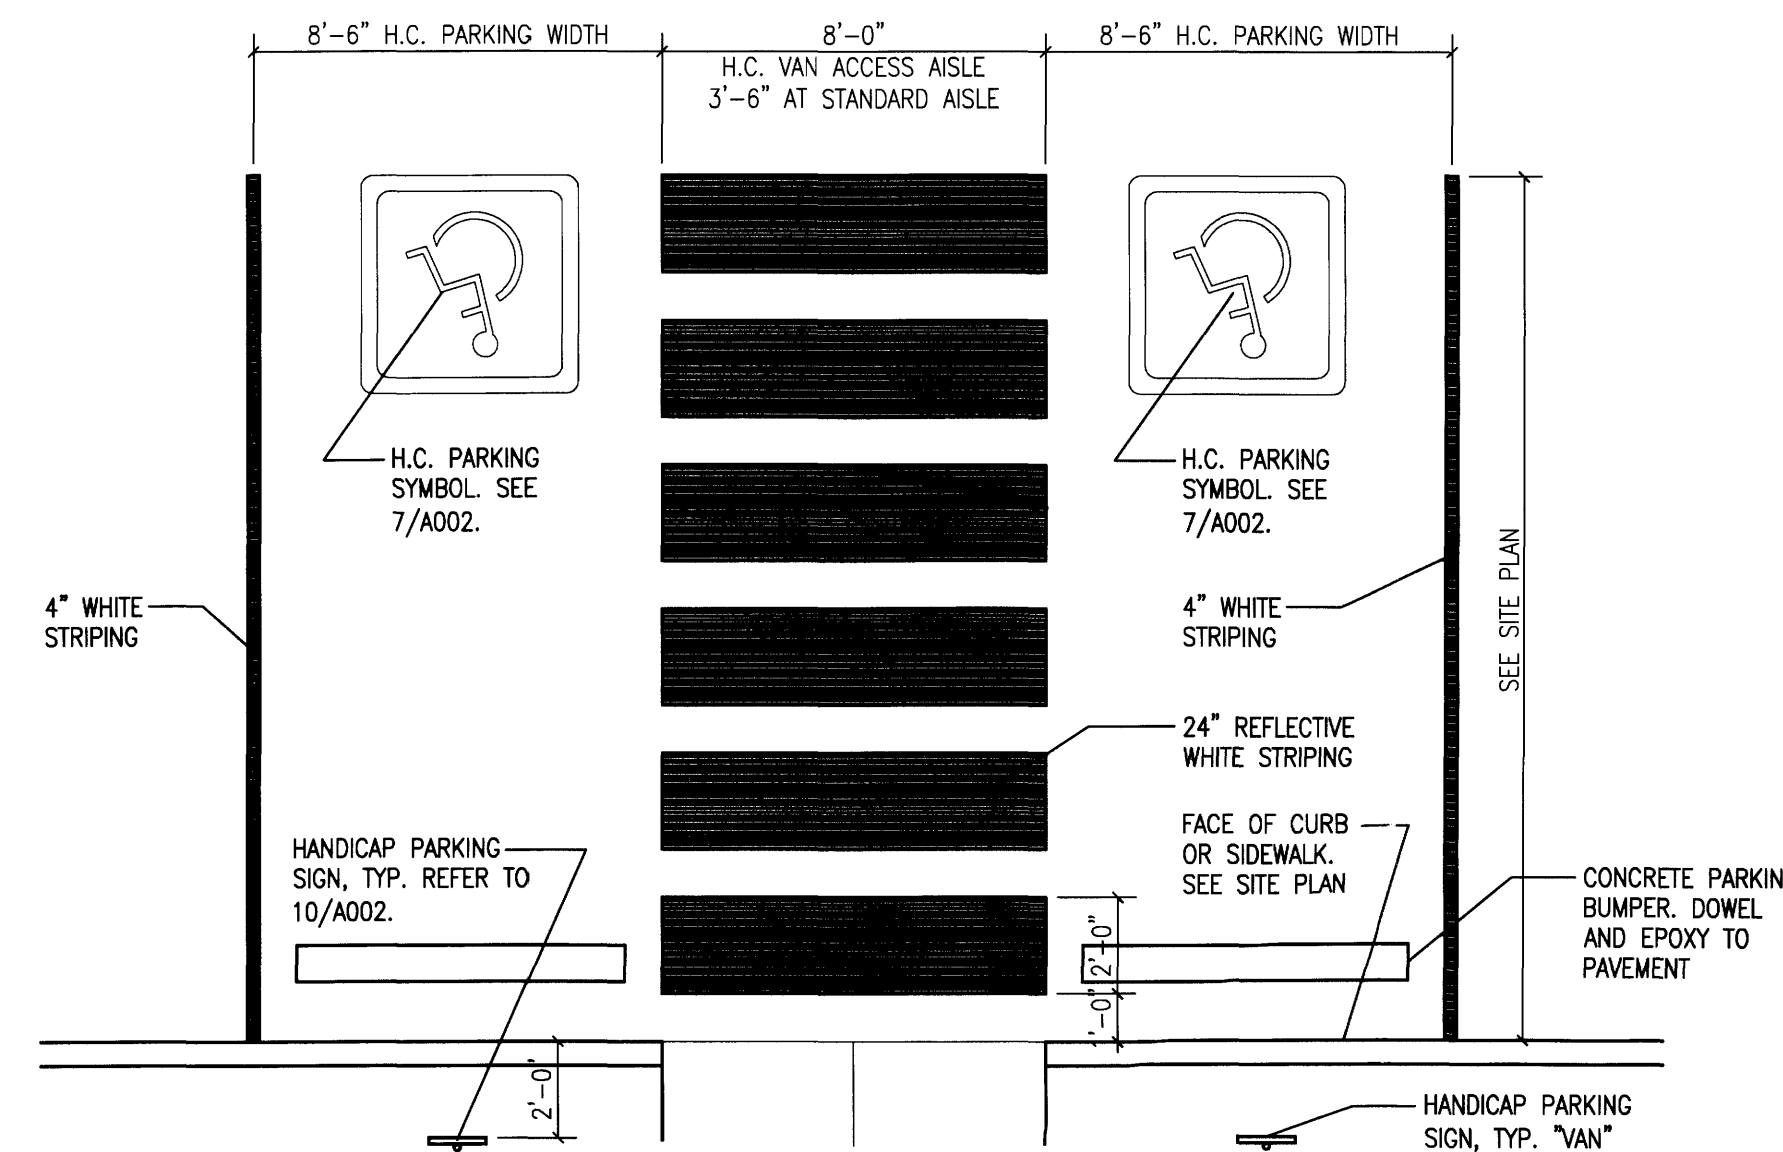 8'-6" H.C. PARKING WIDTH
8'-0"
8'-6" H.C. PARKING WIDTH
H.C. VAN ACCESS AISLE
3'-6" AT STANDARD AISLE
H.C. PARKING
SYMBOL. SEE
7/A002.
H.C. PARKING
SYMBOL. SEE
7/A002.
4" WHITE
STRIPING
4" WHITE
STRIPING
SEE SITE PLAN
24" REFLECTIVE
WHITE STRIPING
FACE OF CURB
OR SIDEWALK.
SEE SITE PLAN
HANDICAP PARKING
SIGN, TYP. REFER TO
10/A002.
CONCRETE PARKIN
BUMPER. DOWEL
AND EPOXY TO
PAVEMENT
2'-0"
'-0"
2'-0'
HANDICAP PARKING
SIGN, TYP. "VAN"